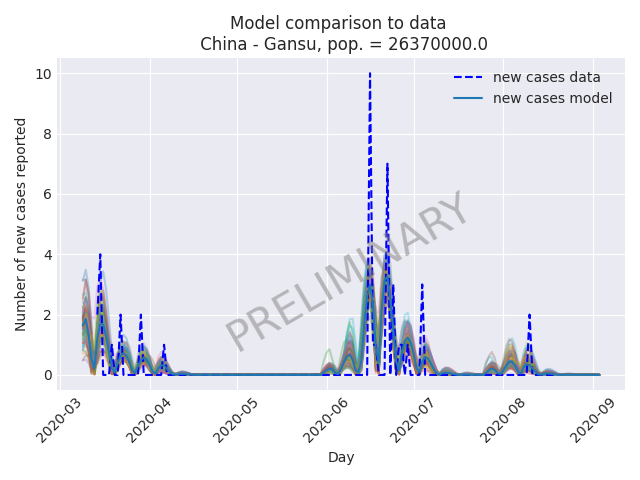 Model comparison to data
China - Gansu, pop. = 26370000.0
10
8
6
4
2
0
Number of new cases reported
new cases data
new cases model
PRELIMINARY
2020-03
2020-04
2020-05
2020-06
2020-07
2020-08
2020-09
Day